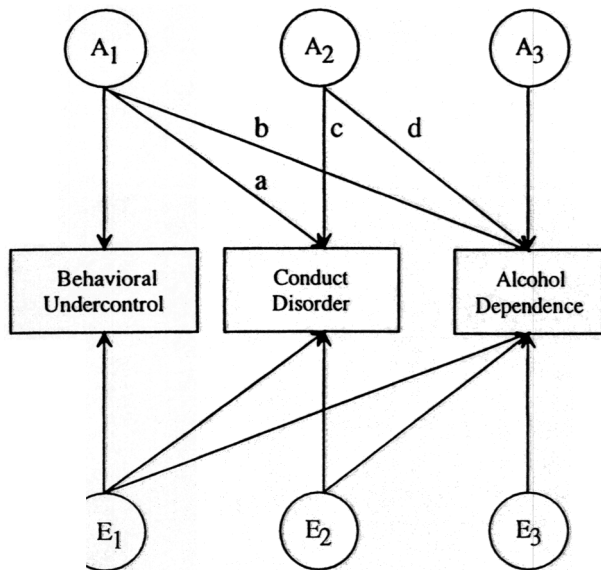 A1
A2
A3
b
c
d
a
Behavioral
Undercontrol
Conduct
Disorder
Alcohol
Dependence
E1
E2
E3